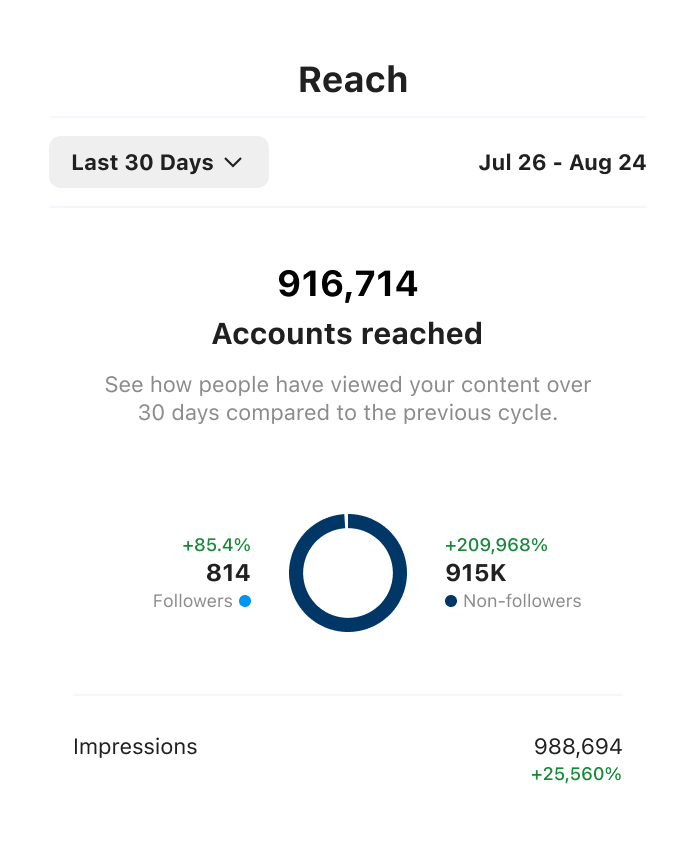 Reach
Last 30 Days
Jul 26 - Aug 24
916,714
Accounts reached
See how people have viewed your content over
30 days compared to the previous cycle.
+85.4%
814
Followers
+209,968%
915K
Non-followers
Impressions
988,694
+25,560%